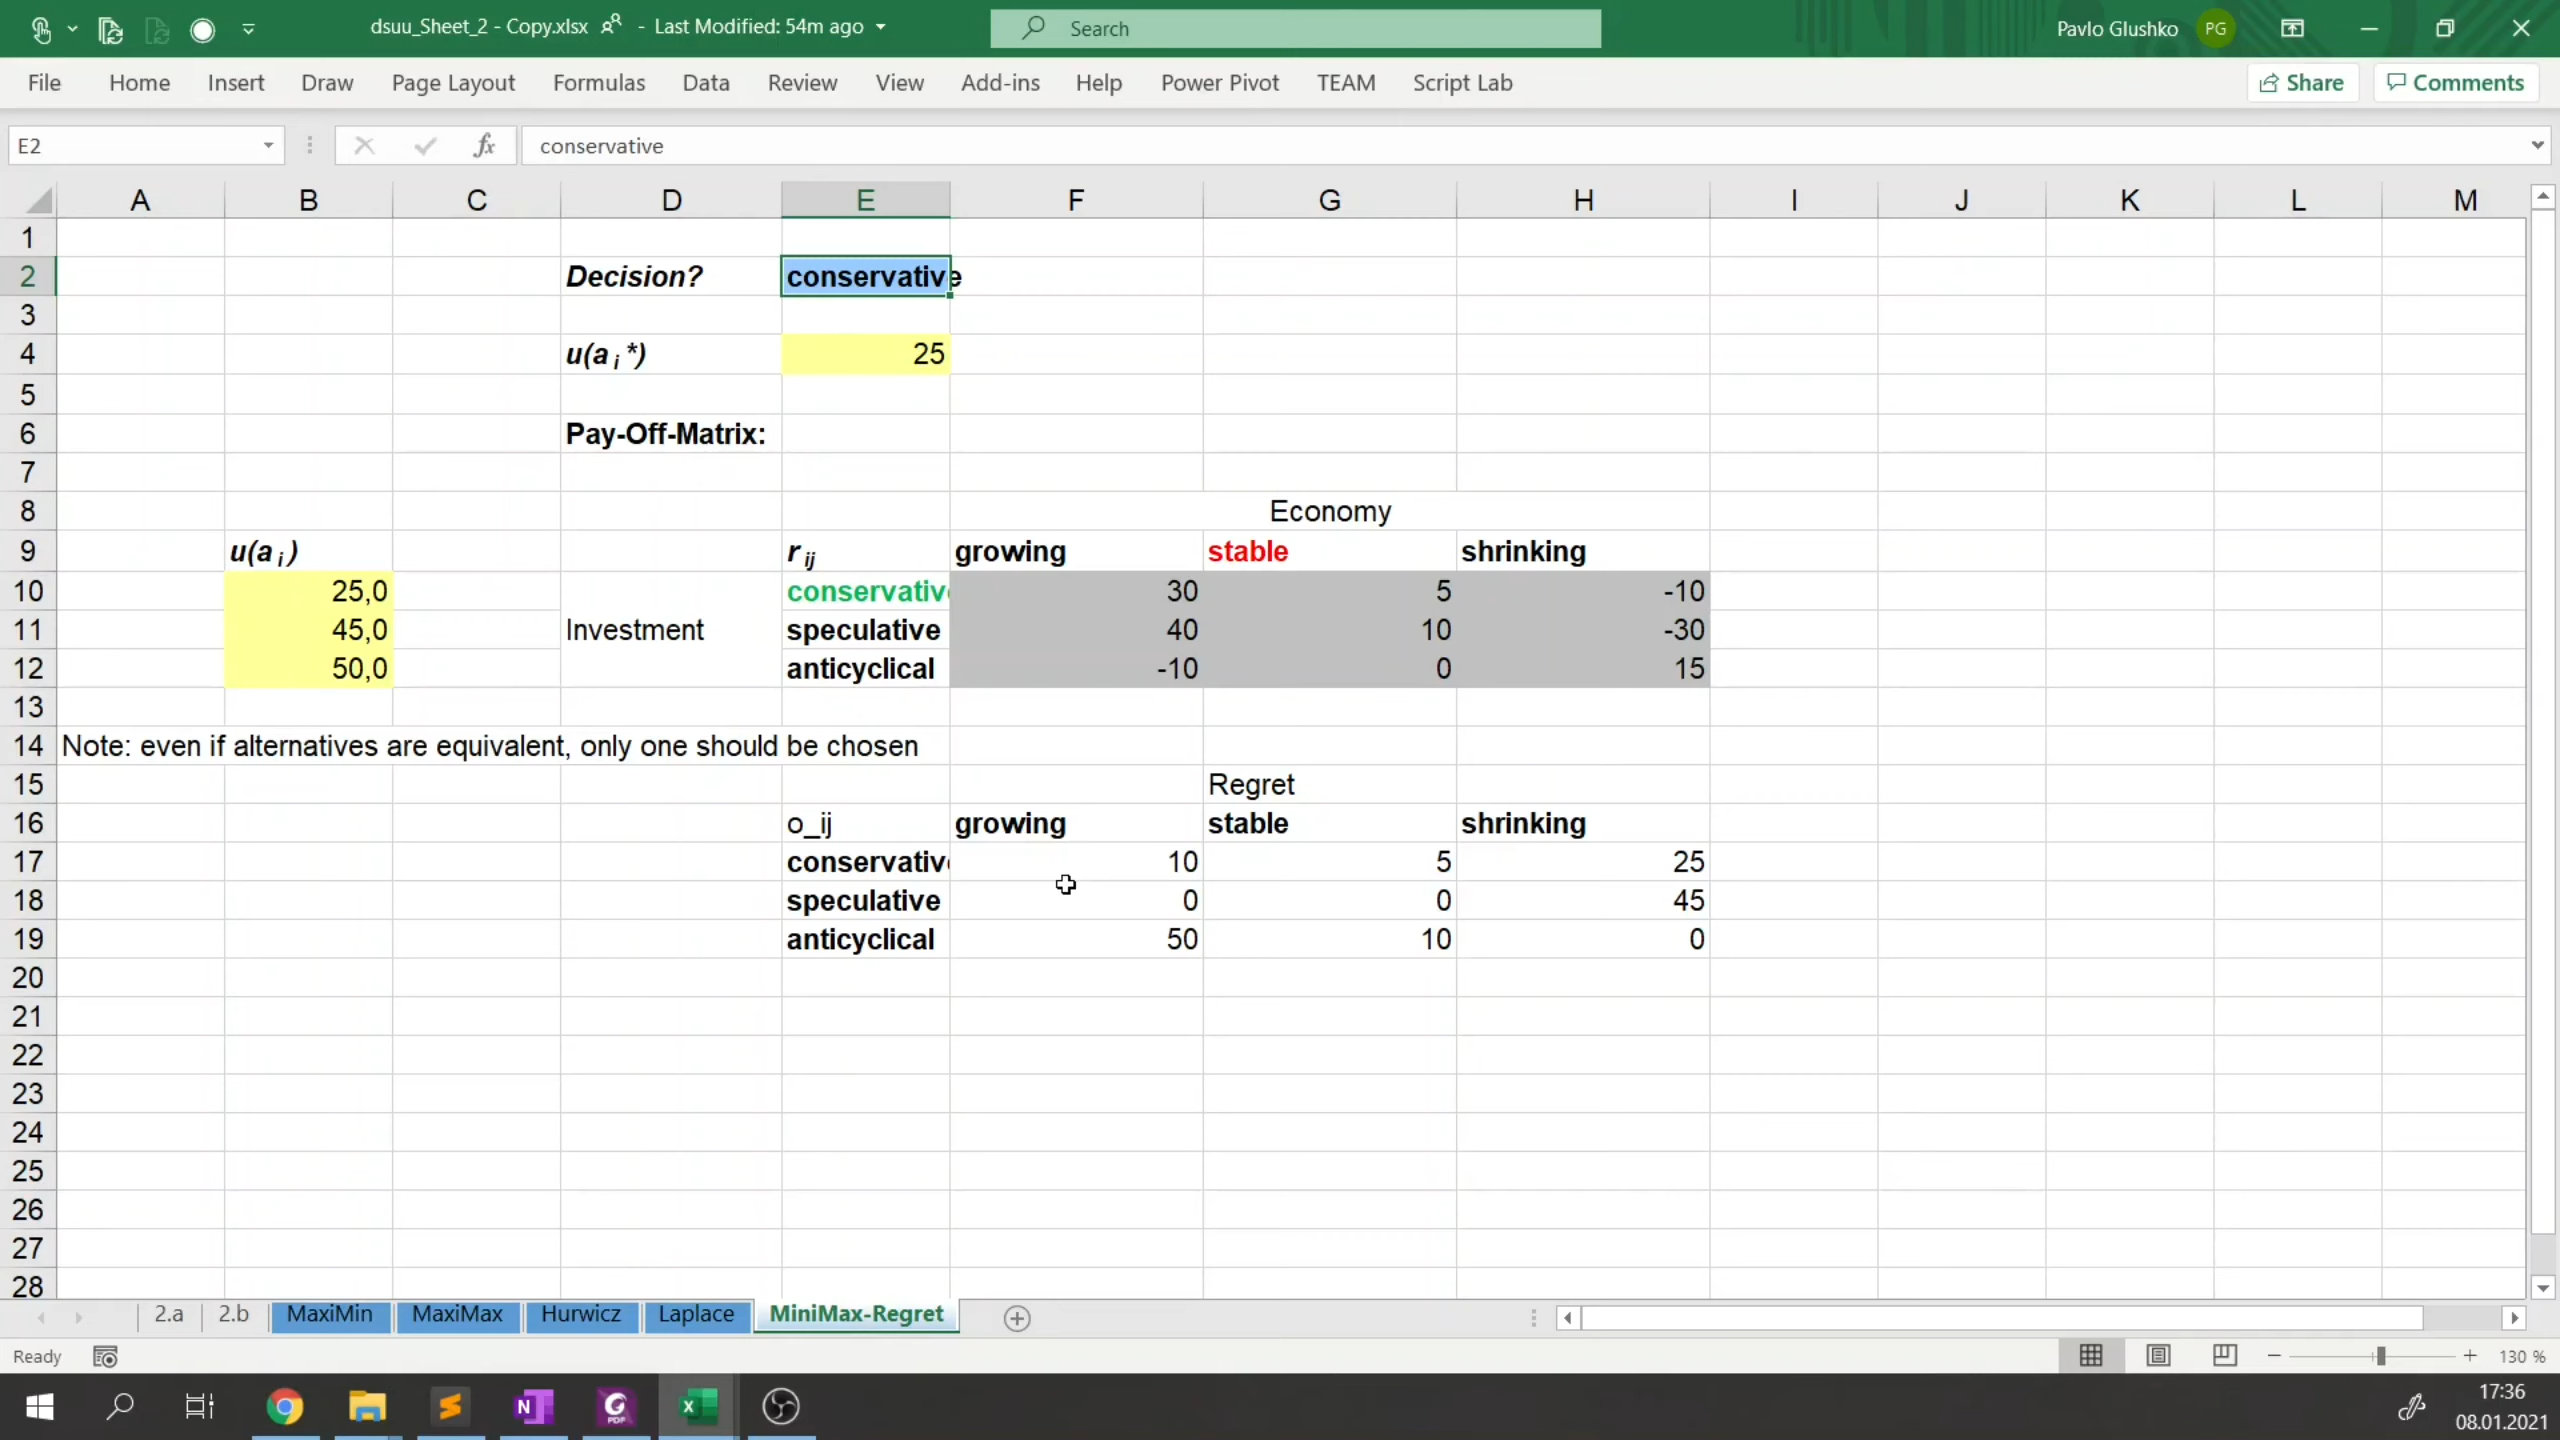 dsuu_Sheet_2 - Copy.xlsx - Last Modified: 54m ago
Search
Pavlo Glushko PG
File Home Insert Draw Page Layout Formulas Data Review View Add-ins Help Power Pivot TEAM Script Lab Share Comments
E2 fx conservative
A B C D E F G H I J K L M
1
2 Decision? conservative
3
4 u(a i *) 25
5
6 Pay-Off-Matrix:
7
8 Economy
9 u(a i ) r ij growing stable shrinking
10 25,0 conservative 30 5 -10
11 45,0 Investment speculative 40 10 -30
12 50,0 anticyclical -10 0 15
13
14 Note: even if alternatives are equivalent, only one should be chosen
15 Regret
16 o_ij growing stable shrinking
17 conservative 10 5 25
18 speculative 0 0 45
19 anticyclical 50 10 0
20
21
22
23
24
25
26
27
28
2.a 2.b MaxiMin MaxiMax Hurwicz Laplace MiniMax-Regret
Ready 130 %
17:36
08.01.2021